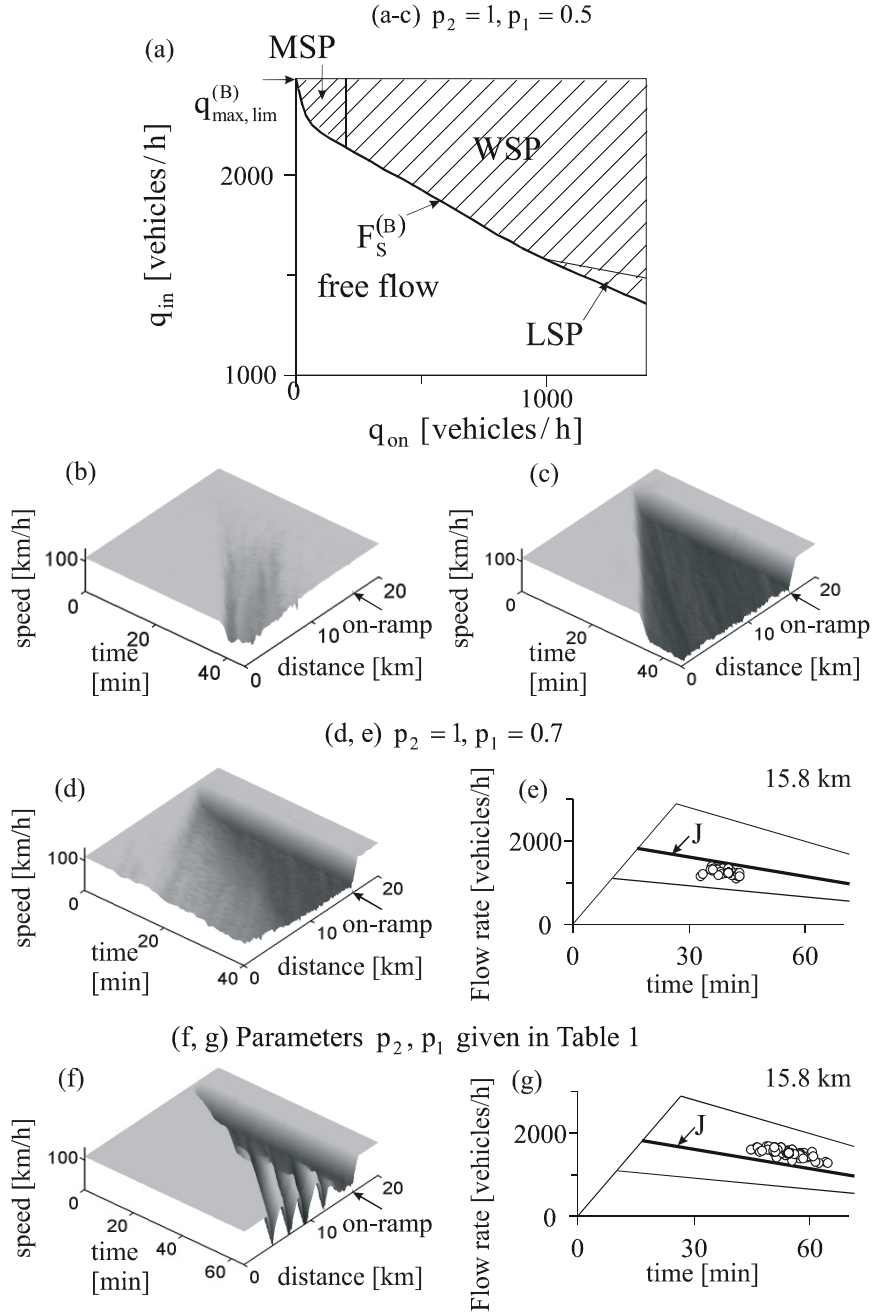 (a-c) p₂ = 1, p₁ = 0.5
(a)
MSP
q^(B)_max, lim
WSP
2000
F_S^(B)
free flow
LSP
1000
0
1000
q_in [vehicles/h]
q_on [vehicles/h]
(b)
speed [km/h]
100
0
20
40
time
[min]
0
10
20
on-ramp
distance [km]
(c)
speed [km/h]
100
0
20
40
time
[min]
0
10
20
on-ramp
distance [km]
(d, e) p₂ = 1, p₁ = 0.7
(d)
speed [km/h]
100
0
20
40
time
[min]
0
10
20
on-ramp
distance [km]
(e)
15.8 km
Flow rate [vehicles/h]
2000
0
J
0
30
60
time [min]
(f, g) Parameters p₂, p₁ given in Table 1
(f)
speed [km/h]
100
0
20
40
60
time
[min]
0
10
20
on-ramp
distance [km]
(g)
15.8 km
Flow rate [vehicles/h]
2000
0
J
0
30
60
time [min]